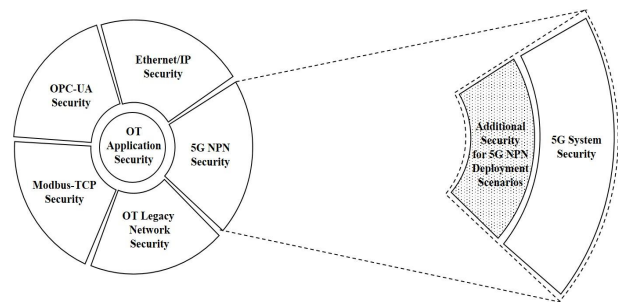 Ethernet/IP
Security
OPC-UA
Security
OT
Application
Security
5G NPN
Security
Modbus-TCP
Security
OT Legacy
Network
Security
Additional
Security
for 5G NPN
Deployment
Scenarios
5G System
Security